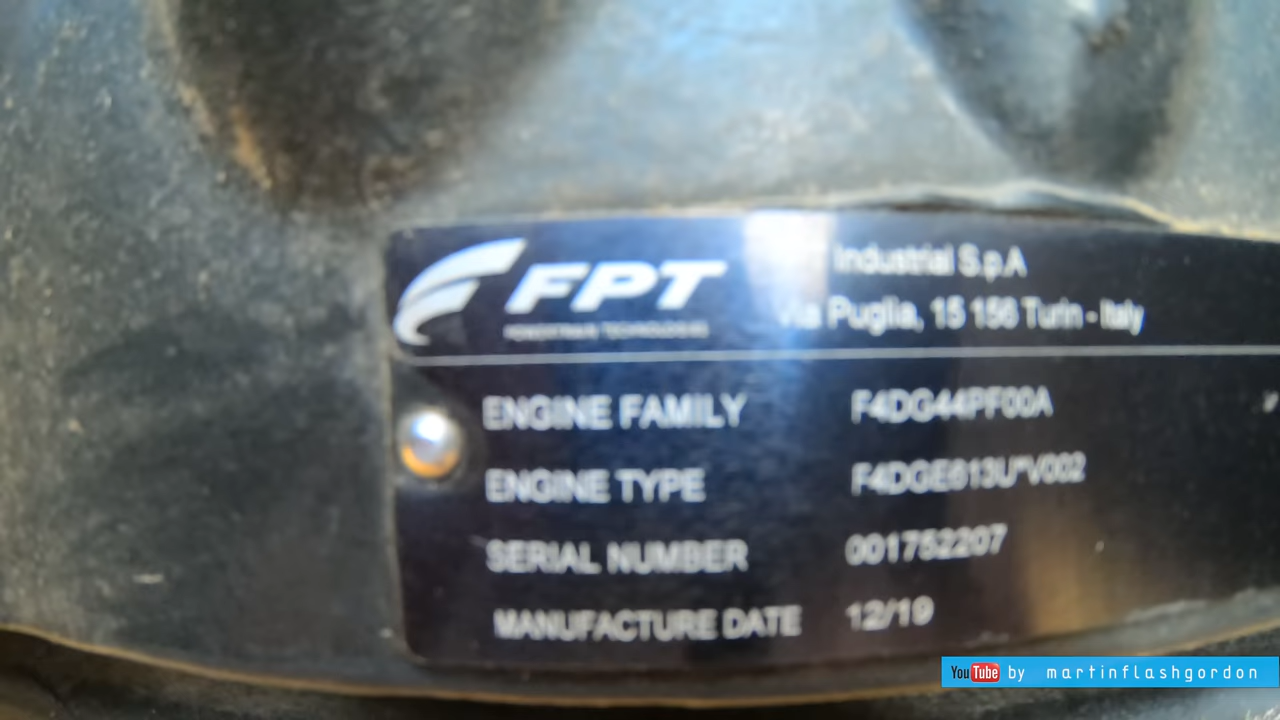 FPT
POWERTRAIN TECHNOLOGIES
Industrial S.p.A
Via Puglia, 15 156 Turin - Italy
ENGINE FAMILY F4DG44PF00A
ENGINE TYPE F4DGE613U*V002
SERIAL NUMBER 001752207
MANUFACTURE DATE 12/19
YouTube by martinflashgordon